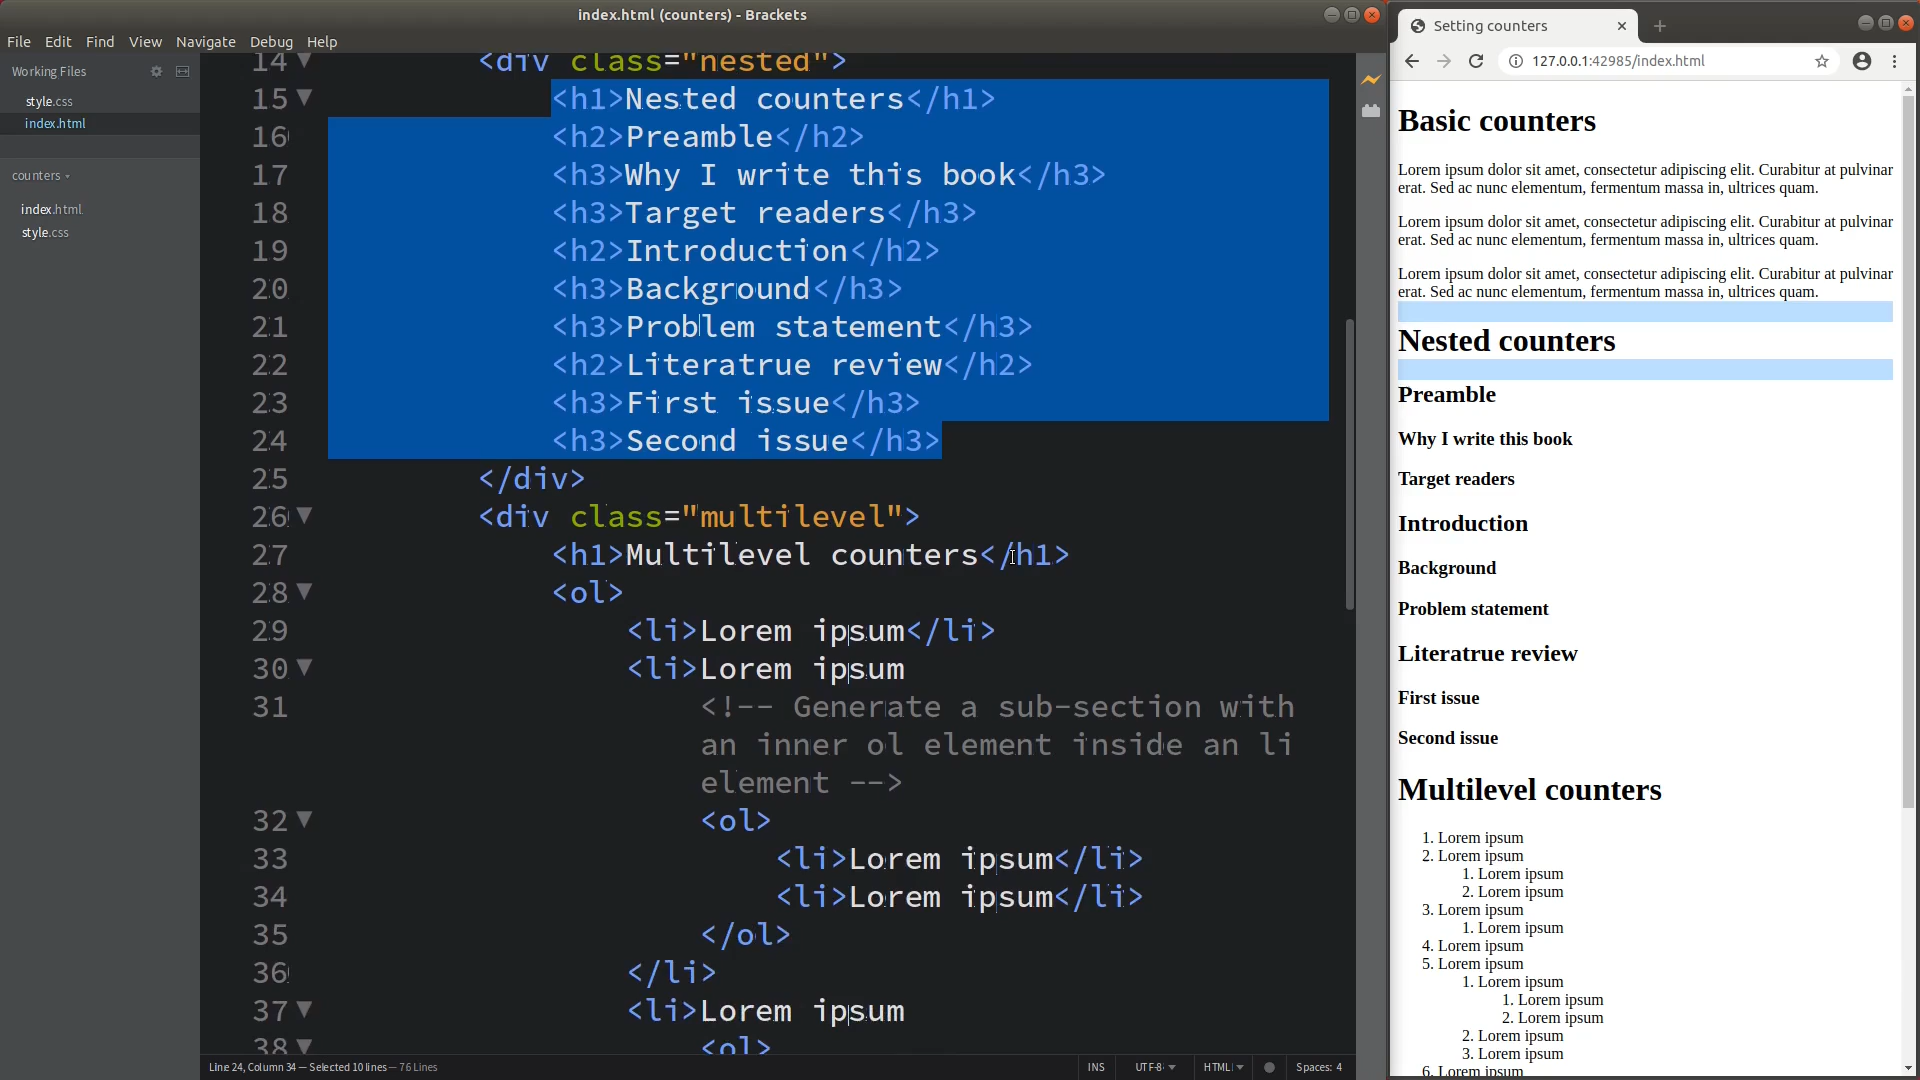 index.html (counters) - Brackets
File Edit Find View Navigate Debug Help
Working Files
style.css
index.html
counters
index.html
style.css
14 <div class="nested">
15 <h1>Nested counters</h1>
16 <h2>Preamble</h2>
17 <h3>Why I write this book</h3>
18 <h3>Target readers</h3>
19 <h2>Introduction</h2>
20 <h3>Background</h3>
21 <h3>Problem statement</h3>
22 <h2>Literatrue review</h2>
23 <h3>First issue</h3>
24 <h3>Second issue</h3>
25 </div>
26 <div class="multilevel">
27 <h1>Multilevel counters</h1>
28 <ol>
29 <li>Lorem ipsum</li>
30 <li>Lorem ipsum
31 <!-- Generate a sub-section with
an inner ol element inside an li
element -->
32 <ol>
33 <li>Lorem ipsum</li>
34 <li>Lorem ipsum</li>
35 </ol>
36 </li>
37 <li>Lorem ipsum
38 <ol>
Line 24, Column 34 — Selected 10 lines — 76 Lines
INS UTF-8 HTML Spaces: 4
Setting counters
127.0.0.1:42985/index.html
Basic counters
Lorem ipsum dolor sit amet, consectetur adipiscing elit. Curabitur at pulvinar
erat. Sed ac nunc elementum, fermentum massa in, ultrices quam.
Lorem ipsum dolor sit amet, consectetur adipiscing elit. Curabitur at pulvinar
erat. Sed ac nunc elementum, fermentum massa in, ultrices quam.
Lorem ipsum dolor sit amet, consectetur adipiscing elit. Curabitur at pulvinar
erat. Sed ac nunc elementum, fermentum massa in, ultrices quam.
Nested counters
Preamble
Why I write this book
Target readers
Introduction
Background
Problem statement
Literatrue review
First issue
Second issue
Multilevel counters
1. Lorem ipsum
2. Lorem ipsum
1. Lorem ipsum
2. Lorem ipsum
3. Lorem ipsum
1. Lorem ipsum
4. Lorem ipsum
5. Lorem ipsum
1. Lorem ipsum
1. Lorem ipsum
2. Lorem ipsum
2. Lorem ipsum
3. Lorem ipsum
6. Lorem ipsum